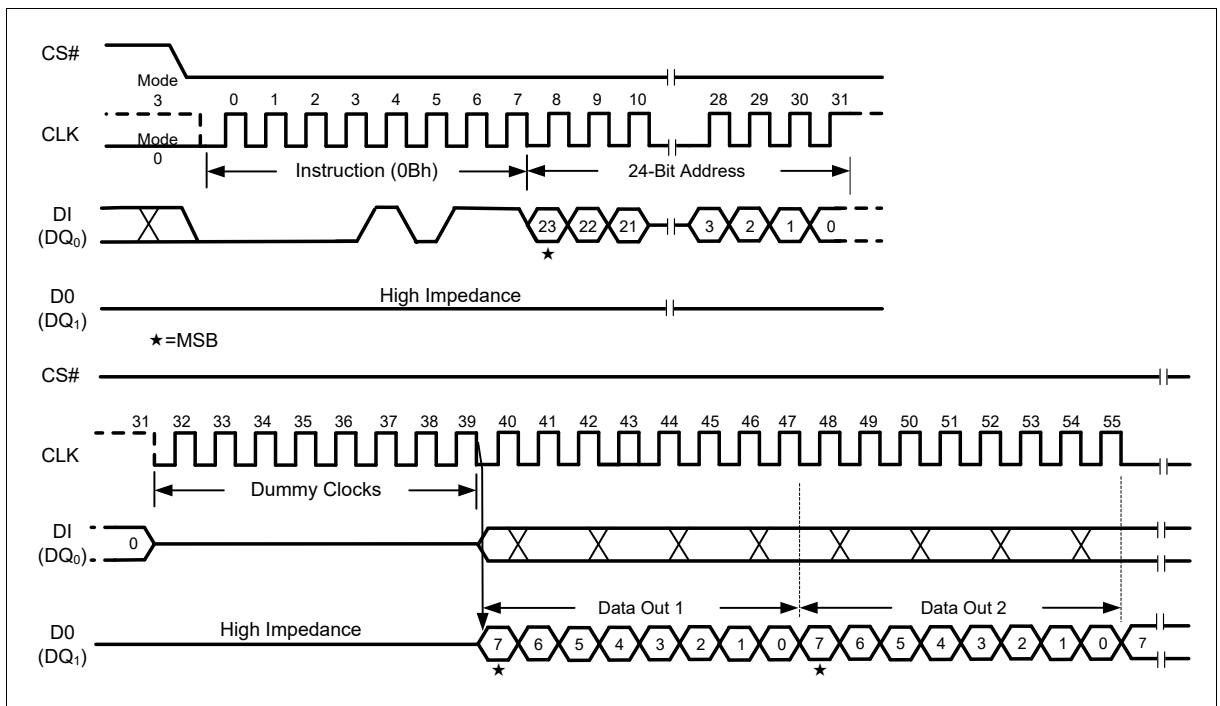 CS#
Mode
3
0 1 2 3 4 5 6 7 8 9 10 28 29 30 31
CLK
Mode
0
Instruction (0Bh) 24-Bit Address
DI
(DQ0)
23 22 21 3 2 1 0
★
D0
(DQ1)
High Impedance
★=MSB
CS#
31 32 33 34 35 36 37 38 39 40 41 42 43 44 45 46 47 48 49 50 51 52 53 54 55
CLK
Dummy Clocks
DI
(DQ0)
0
Data Out 1 Data Out 2
D0
(DQ1)
High Impedance
7 6 5 4 3 2 1 0 7 6 5 4 3 2 1 0 7
★ ★